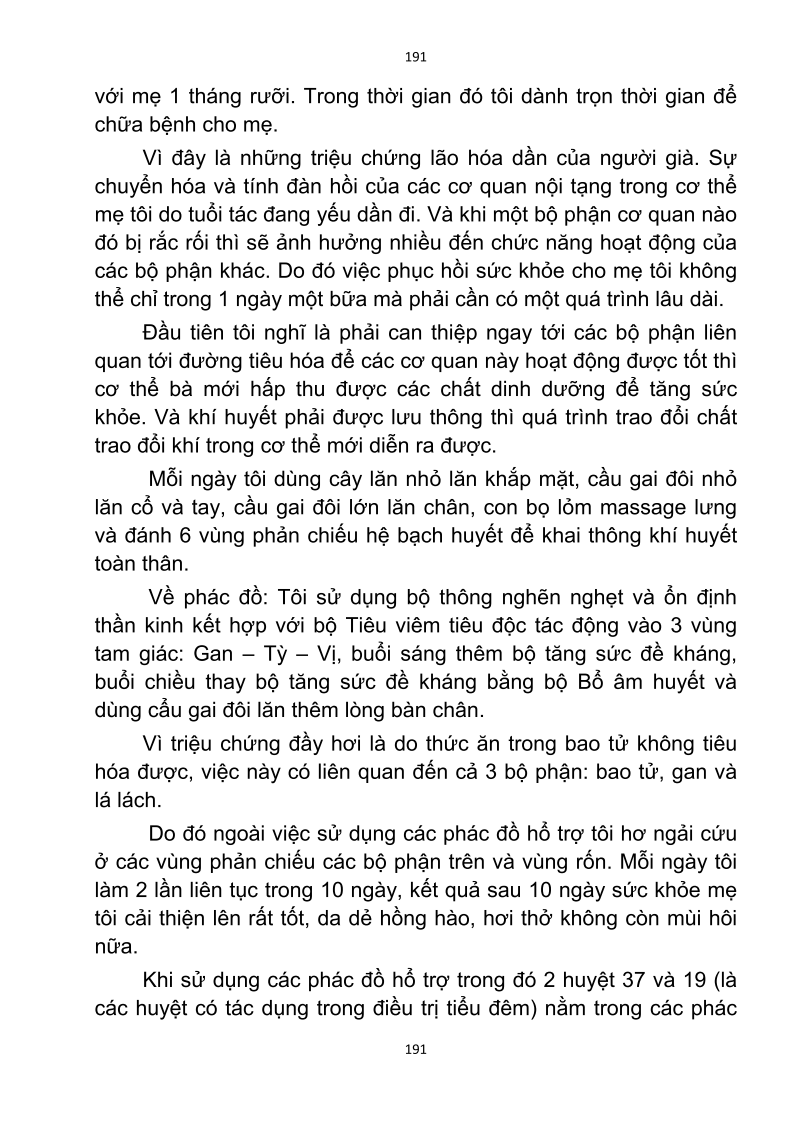 191
với mẹ 1 tháng rưỡi. Trong thời gian đó tôi dành trọn thời gian để
chữa bệnh cho mẹ.
Vì đây là những triệu chứng lão hóa dần của người già. Sự
chuyển hóa và tính đàn hồi của các cơ quan nội tạng trong cơ thể
mẹ tôi do tuổi tác đang yếu dần đi. Và khi một bộ phận cơ quan nào
đó bị rắc rối thì sẽ ảnh hưởng nhiều đến chức năng hoạt động của
các bộ phận khác. Do đó việc phục hồi sức khỏe cho mẹ tôi không
thể chỉ trong 1 ngày một bữa mà phải cần có một quá trình lâu dài.
Đầu tiên tôi nghĩ là phải can thiệp ngay tới các bộ phận liên
quan tới đường tiêu hóa để các cơ quan này hoạt động được tốt thì
cơ thể bà mới hấp thu được các chất dinh dưỡng để tăng sức
khỏe. Và khí huyết phải được lưu thông thì quá trình trao đổi chất
trao đổi khí trong cơ thể mới diễn ra được.
Mỗi ngày tôi dùng cây lăn nhỏ lăn khắp mặt, cầu gai đôi nhỏ
lăn cổ và tay, cầu gai đôi lớn lăn chân, con bọ lỏm massage lưng
và đánh 6 vùng phản chiếu hệ bạch huyết để khai thông khí huyết
toàn thân.
Về phác đồ: Tôi sử dụng bộ thông nghẽn nghẹt và ổn định
thần kinh kết hợp với bộ Tiêu viêm tiêu độc tác động vào 3 vùng
tam giác: Gan – Tỳ – Vị, buổi sáng thêm bộ tăng sức đề kháng,
buổi chiều thay bộ tăng sức đề kháng bằng bộ Bổ âm huyết và
dùng cẩu gai đôi lăn thêm lòng bàn chân.
Vì triệu chứng đầy hơi là do thức ăn trong bao tử không tiêu
hóa được, việc này có liên quan đến cả 3 bộ phận: bao tử, gan và
lá lách.
Do đó ngoài việc sử dụng các phác đồ hổ trợ tôi hơ ngải cứu
ở các vùng phản chiếu các bộ phận trên và vùng rốn. Mỗi ngày tôi
làm 2 lần liên tục trong 10 ngày, kết quả sau 10 ngày sức khỏe mẹ
tôi cải thiện lên rất tốt, da dẻ hồng hào, hơi thở không còn mùi hôi
nữa.
Khi sử dụng các phác đồ hổ trợ trong đó 2 huyệt 37 và 19 (là
các huyệt có tác dụng trong điều trị tiểu đêm) nằm trong các phác
191